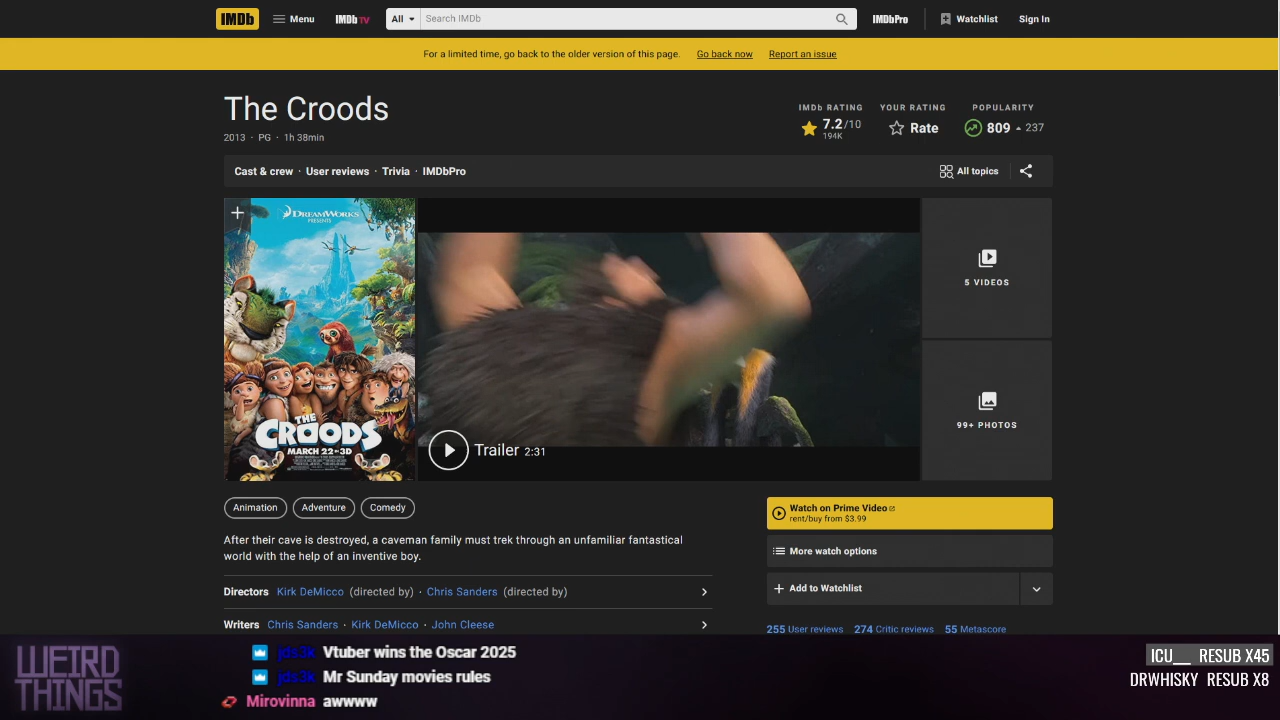 IMDb Menu IMDb TV All Search IMDb IMDbPro Watchlist Sign In
For a limited time, go back to the older version of this page. Go back now Report an issue
The Croods
2013 · PG · 1h 38min
IMDb RATING YOUR RATING POPULARITY
7.2/10 Rate 809 237
194K
Cast & crew · User reviews · Trivia · IMDbPro All topics
DREAMWORKS
PRESENTS
THE
CROODS
MARCH 22 IN 3D
Trailer 2:31
5 VIDEOS
99+ PHOTOS
Animation Adventure Comedy
After their cave is destroyed, a caveman family must trek through an unfamiliar fantastical
world with the help of an inventive boy.
Directors Kirk DeMicco (directed by) · Chris Sanders (directed by)
Writers Chris Sanders · Kirk DeMicco · John Cleese
Watch on Prime Video
rent/buy from $3.99
More watch options
Add to Watchlist
255 User reviews 274 Critic reviews 55 Metascore
WEIRD
THINGS
jds3k Vtuber wins the Oscar 2025
jds3k Mr Sunday movies rules
Mirovinna awwww
ICU__ RESUB X45
DRWHISKY RESUB X8